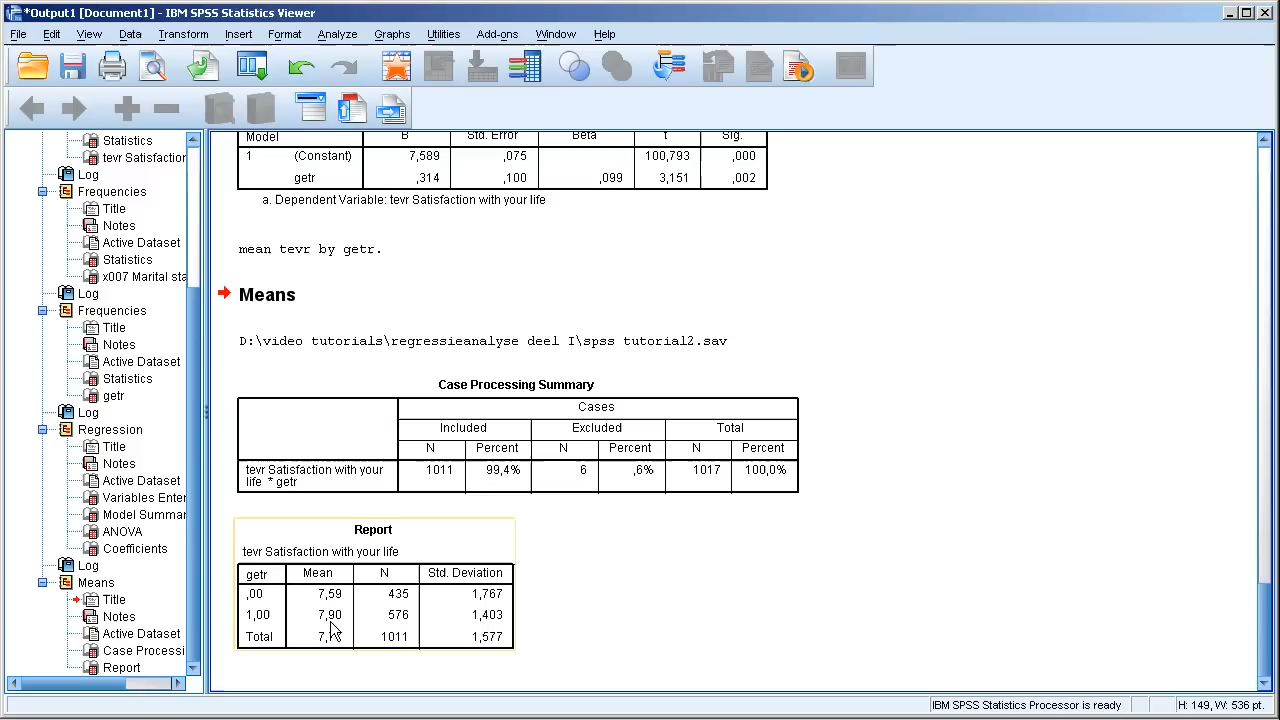 *Output1 [Document1] - IBM SPSS Statistics Viewer
File Edit View Data Transform Insert Format Analyze Graphs Utilities Add-ons Window Help
Statistics
tevr Satisfaction
Log
Frequencies
Title
Notes
Active Dataset
Statistics
x007 Marital sta
Log
Frequencies
Title
Notes
Active Dataset
Statistics
getr
Log
Regression
Title
Notes
Active Dataset
Variables Enter
Model Summar
ANOVA
Coefficients
Log
Means
Title
Notes
Active Dataset
Case Processi
Report
Model B Std. Error Beta t Sig.
1 (Constant) 7,589 ,075 100,793 ,000
getr ,314 ,100 ,099 3,151 ,002
a. Dependent Variable: tevr Satisfaction with your life
mean tevr by getr.
Means
D:\video tutorials\regressieanalyse deel I\spss tutorial2.sav
Case Processing Summary
Cases
Included Excluded Total
N Percent N Percent N Percent
tevr Satisfaction with your 1011 99,4% 6 ,6% 1017 100,0%
life * getr
Report
tevr Satisfaction with your life
getr Mean N Std. Deviation
,00 7,59 435 1,767
1,00 7,90 576 1,403
Total 1011 1,577
IBM SPSS Statistics Processor is ready H: 149, W: 536 pt.